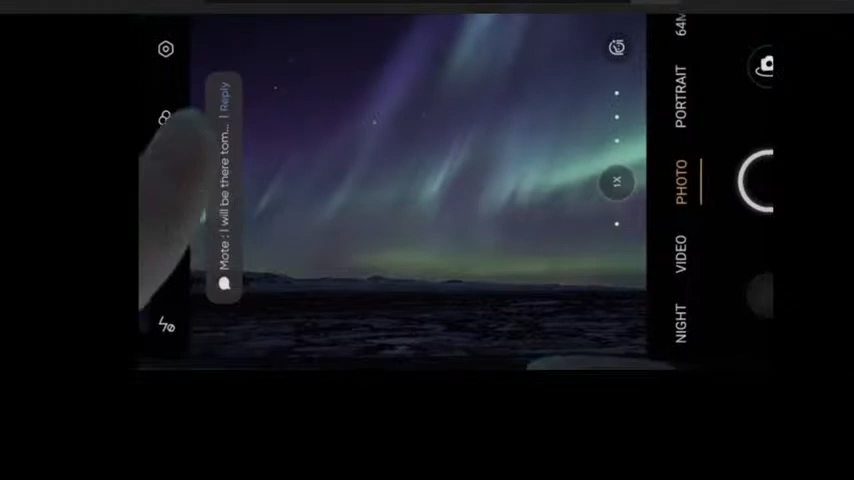 Mote : I will be there tom... | Reply
1X
64M
PORTRAIT
PHOTO
VIDEO
NIGHT